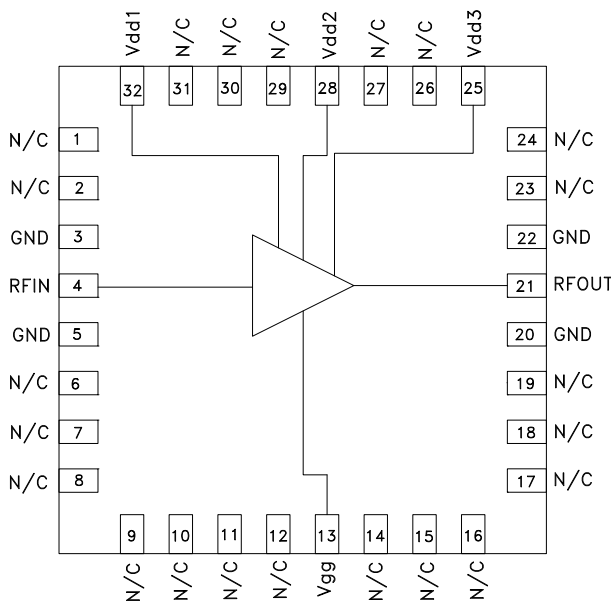 Vdd1 N/C N/C N/C Vdd2 N/C N/C Vdd3
32 31 30 29 28 27 26 25
N/C 1 24 N/C
N/C 2 23 N/C
GND 3 22 GND
RFIN 4 21 RFOUT
GND 5 20 GND
N/C 6 19 N/C
N/C 7 18 N/C
N/C 8 17 N/C
9 10 11 12 13 14 15 16
N/C N/C N/C N/C Vgg N/C N/C N/C